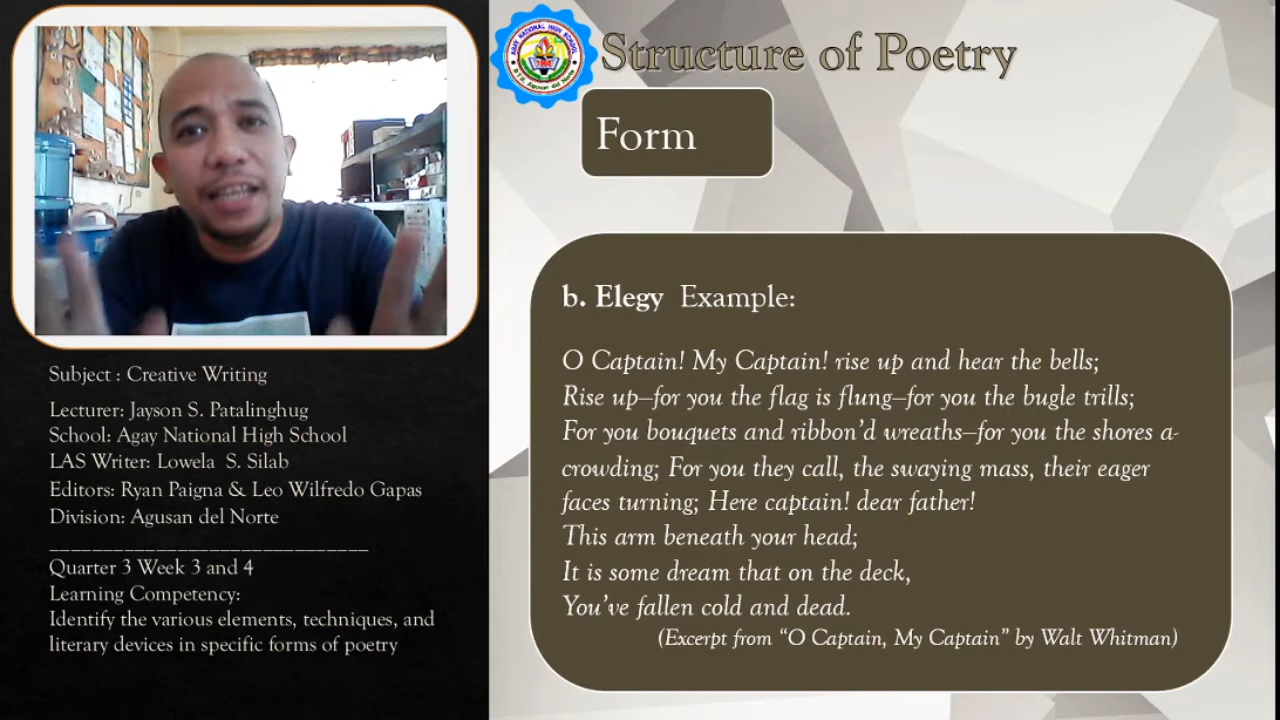 AGAY NATIONAL HIGH SCHOOL
Structure of Poetry
Form
b. Elegy Example:
O Captain! My Captain! rise up and hear the bells;
Rise up–for you the flag is flung–for you the bugle trills;
For you bouquets and ribbon’d wreaths–for you the shores a-
crowding; For you they call, the swaying mass, their eager
faces turning; Here captain! dear father!
This arm beneath your head;
It is some dream that on the deck,
You’ve fallen cold and dead.
(Excerpt from “O Captain, My Captain” by Walt Whitman)
Subject : Creative Writing
Lecturer: Jayson S. Patalinghug
School: Agay National High School
LAS Writer: Lowela S. Silab
Editors: Ryan Paigna & Leo Wilfredo Gapas
Division: Agusan del Norte
______________________________
Quarter 3 Week 3 and 4
Learning Competency:
Identify the various elements, techniques, and
literary devices in specific forms of poetry